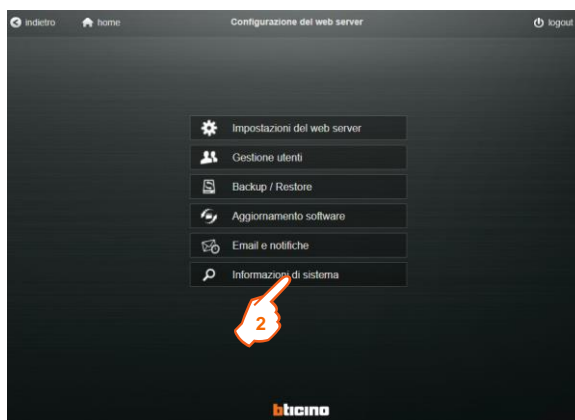 indietro home Configurazione del web server logout
Impostazioni del web server
Gestione utenti
Backup / Restore
Aggiornamento software
Email e notifiche
Informazioni di sistema
2
bticino